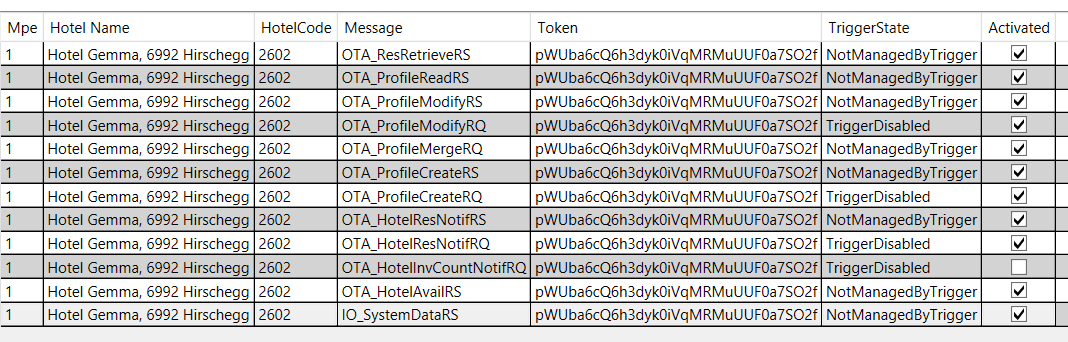 Mpe Hotel Name HotelCode Message Token TriggerState Activated
1 Hotel Gemma, 6992 Hirschegg 2602 OTA_ResRetrieveRS pWUba6cQ6h3dyk0iVqMRMuUUF0a7SO2f NotManagedByTrigger
1 Hotel Gemma, 6992 Hirschegg 2602 OTA_ProfileReadRS pWUba6cQ6h3dyk0iVqMRMuUUF0a7SO2f NotManagedByTrigger
1 Hotel Gemma, 6992 Hirschegg 2602 OTA_ProfileModifyRS pWUba6cQ6h3dyk0iVqMRMuUUF0a7SO2f NotManagedByTrigger
1 Hotel Gemma, 6992 Hirschegg 2602 OTA_ProfileModifyRQ pWUba6cQ6h3dyk0iVqMRMuUUF0a7SO2f TriggerDisabled
1 Hotel Gemma, 6992 Hirschegg 2602 OTA_ProfileMergeRQ pWUba6cQ6h3dyk0iVqMRMuUUF0a7SO2f NotManagedByTrigger
1 Hotel Gemma, 6992 Hirschegg 2602 OTA_ProfileCreateRS pWUba6cQ6h3dyk0iVqMRMuUUF0a7SO2f NotManagedByTrigger
1 Hotel Gemma, 6992 Hirschegg 2602 OTA_ProfileCreateRQ pWUba6cQ6h3dyk0iVqMRMuUUF0a7SO2f TriggerDisabled
1 Hotel Gemma, 6992 Hirschegg 2602 OTA_HotelResNotifRS pWUba6cQ6h3dyk0iVqMRMuUUF0a7SO2f NotManagedByTrigger
1 Hotel Gemma, 6992 Hirschegg 2602 OTA_HotelResNotifRQ pWUba6cQ6h3dyk0iVqMRMuUUF0a7SO2f TriggerDisabled
1 Hotel Gemma, 6992 Hirschegg 2602 OTA_HotelInvCountNotifRQ pWUba6cQ6h3dyk0iVqMRMuUUF0a7SO2f TriggerDisabled
1 Hotel Gemma, 6992 Hirschegg 2602 OTA_HotelAvailRS pWUba6cQ6h3dyk0iVqMRMuUUF0a7SO2f NotManagedByTrigger
1 Hotel Gemma, 6992 Hirschegg 2602 IO_SystemDataRS pWUba6cQ6h3dyk0iVqMRMuUUF0a7SO2f NotManagedByTrigger